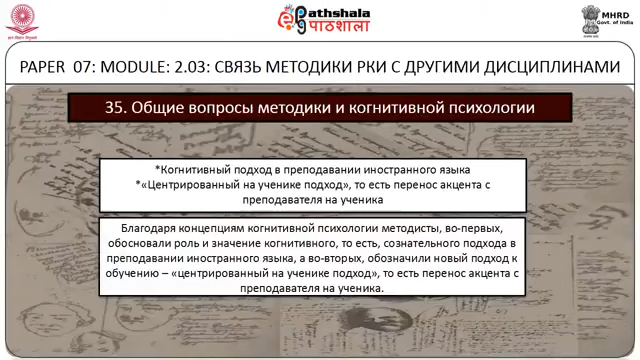 ePathshala
पाठशाला
MHRD
Govt. of India
PAPER 07: MODULE: 2.03: СВЯЗЬ МЕТОДИКИ РКИ С ДРУГИМИ ДИСЦИПЛИНАМИ
35. Общие вопросы методики и когнитивной психологии
*Когнитивный подход в преподавании иностранного языка
*«Центрированный на ученике подход», то есть перенос акцента с
преподавателя на ученика
Благодаря концепциям когнитивной психологии методисты, во-первых,
обосновали роль и значение когнитивного, то есть, сознательного подхода в
преподавании иностранного языка, а во-вторых, обозначили новый подход к
обучению – «центрированный на ученике подход», то есть перенос акцента с
преподавателя на ученика.